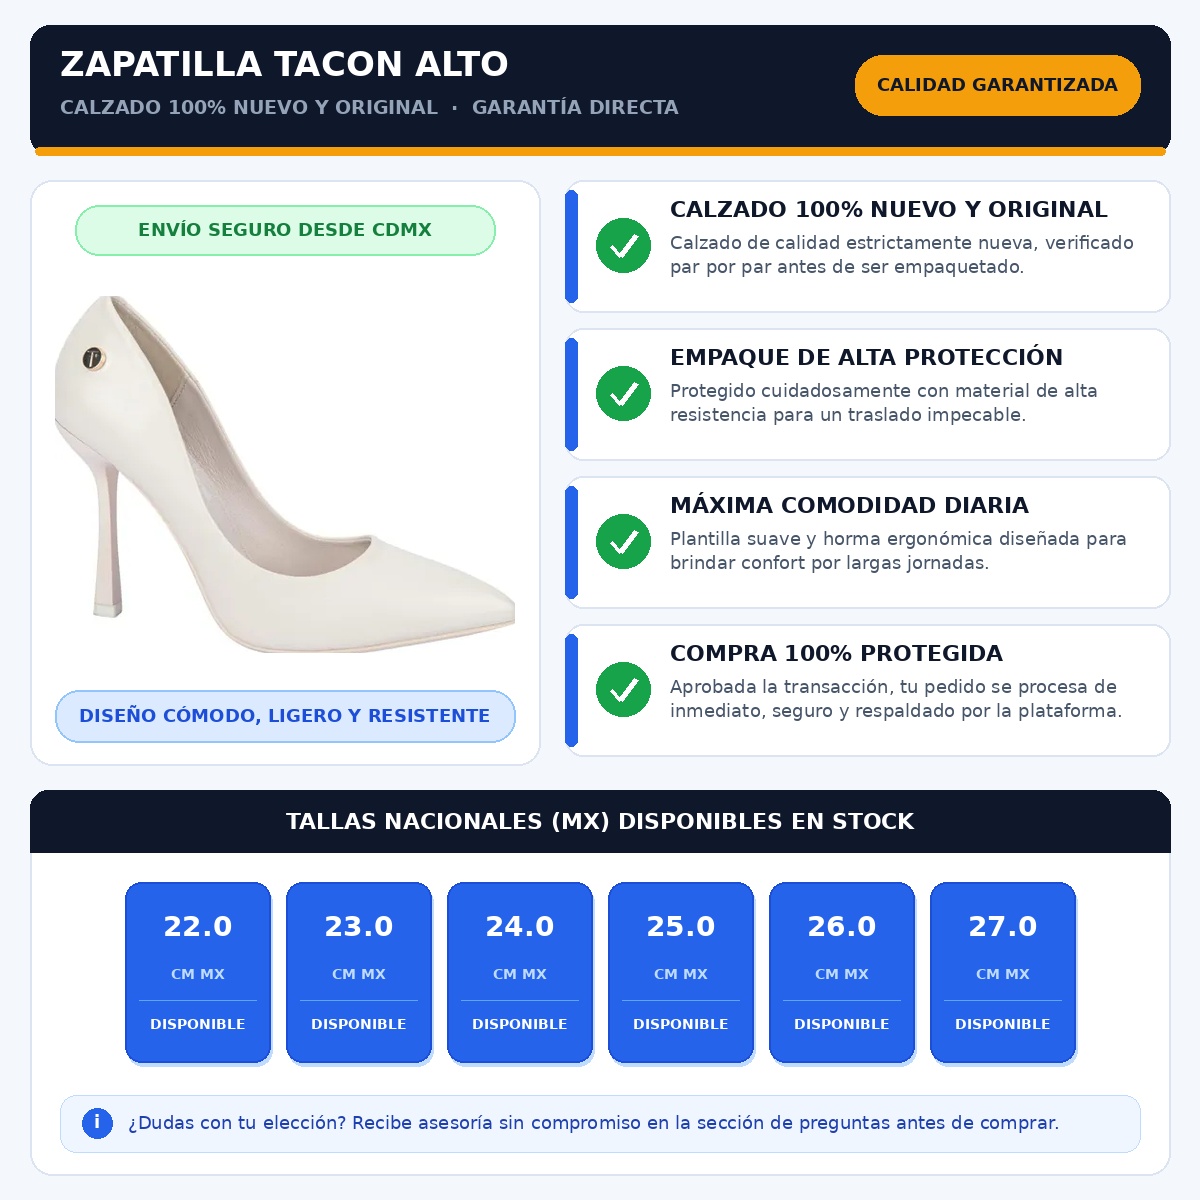 ZAPATILLA TACON ALTO
CALZADO 100% NUEVO Y ORIGINAL · GARANTÍA DIRECTA
CALIDAD GARANTIZADA
ENVÍO SEGURO DESDE CDMX
T
DISEÑO CÓMODO, LIGERO Y RESISTENTE
CALZADO 100% NUEVO Y ORIGINAL
Calzado de calidad estrictamente nueva, verificado
par por par antes de ser empaquetado.
EMPAQUE DE ALTA PROTECCIÓN
Protegido cuidadosamente con material de alta
resistencia para un traslado impecable.
MÁXIMA COMODIDAD DIARIA
Plantilla suave y horma ergonómica diseñada para
brindar confort por largas jornadas.
COMPRA 100% PROTEGIDA
Aprobada la transacción, tu pedido se procesa de
inmediato, seguro y respaldado por la plataforma.
TALLAS NACIONALES (MX) DISPONIBLES EN STOCK
22.0 23.0 24.0 25.0 26.0 27.0
CM MX CM MX CM MX CM MX CM MX CM MX
DISPONIBLE DISPONIBLE DISPONIBLE DISPONIBLE DISPONIBLE DISPONIBLE
i ¿Dudas con tu elección? Recibe asesoría sin compromiso en la sección de preguntas antes de comprar.